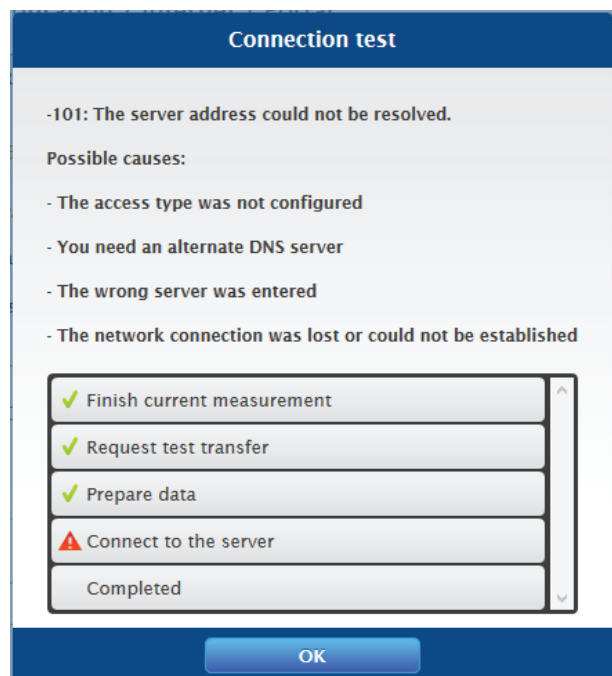 Connection test
-101: The server address could not be resolved.
Possible causes:
- The access type was not configured
- You need an alternate DNS server
- The wrong server was entered
- The network connection was lost or could not be established
Finish current measurement
Request test transfer
Prepare data
Connect to the server
Completed
OK